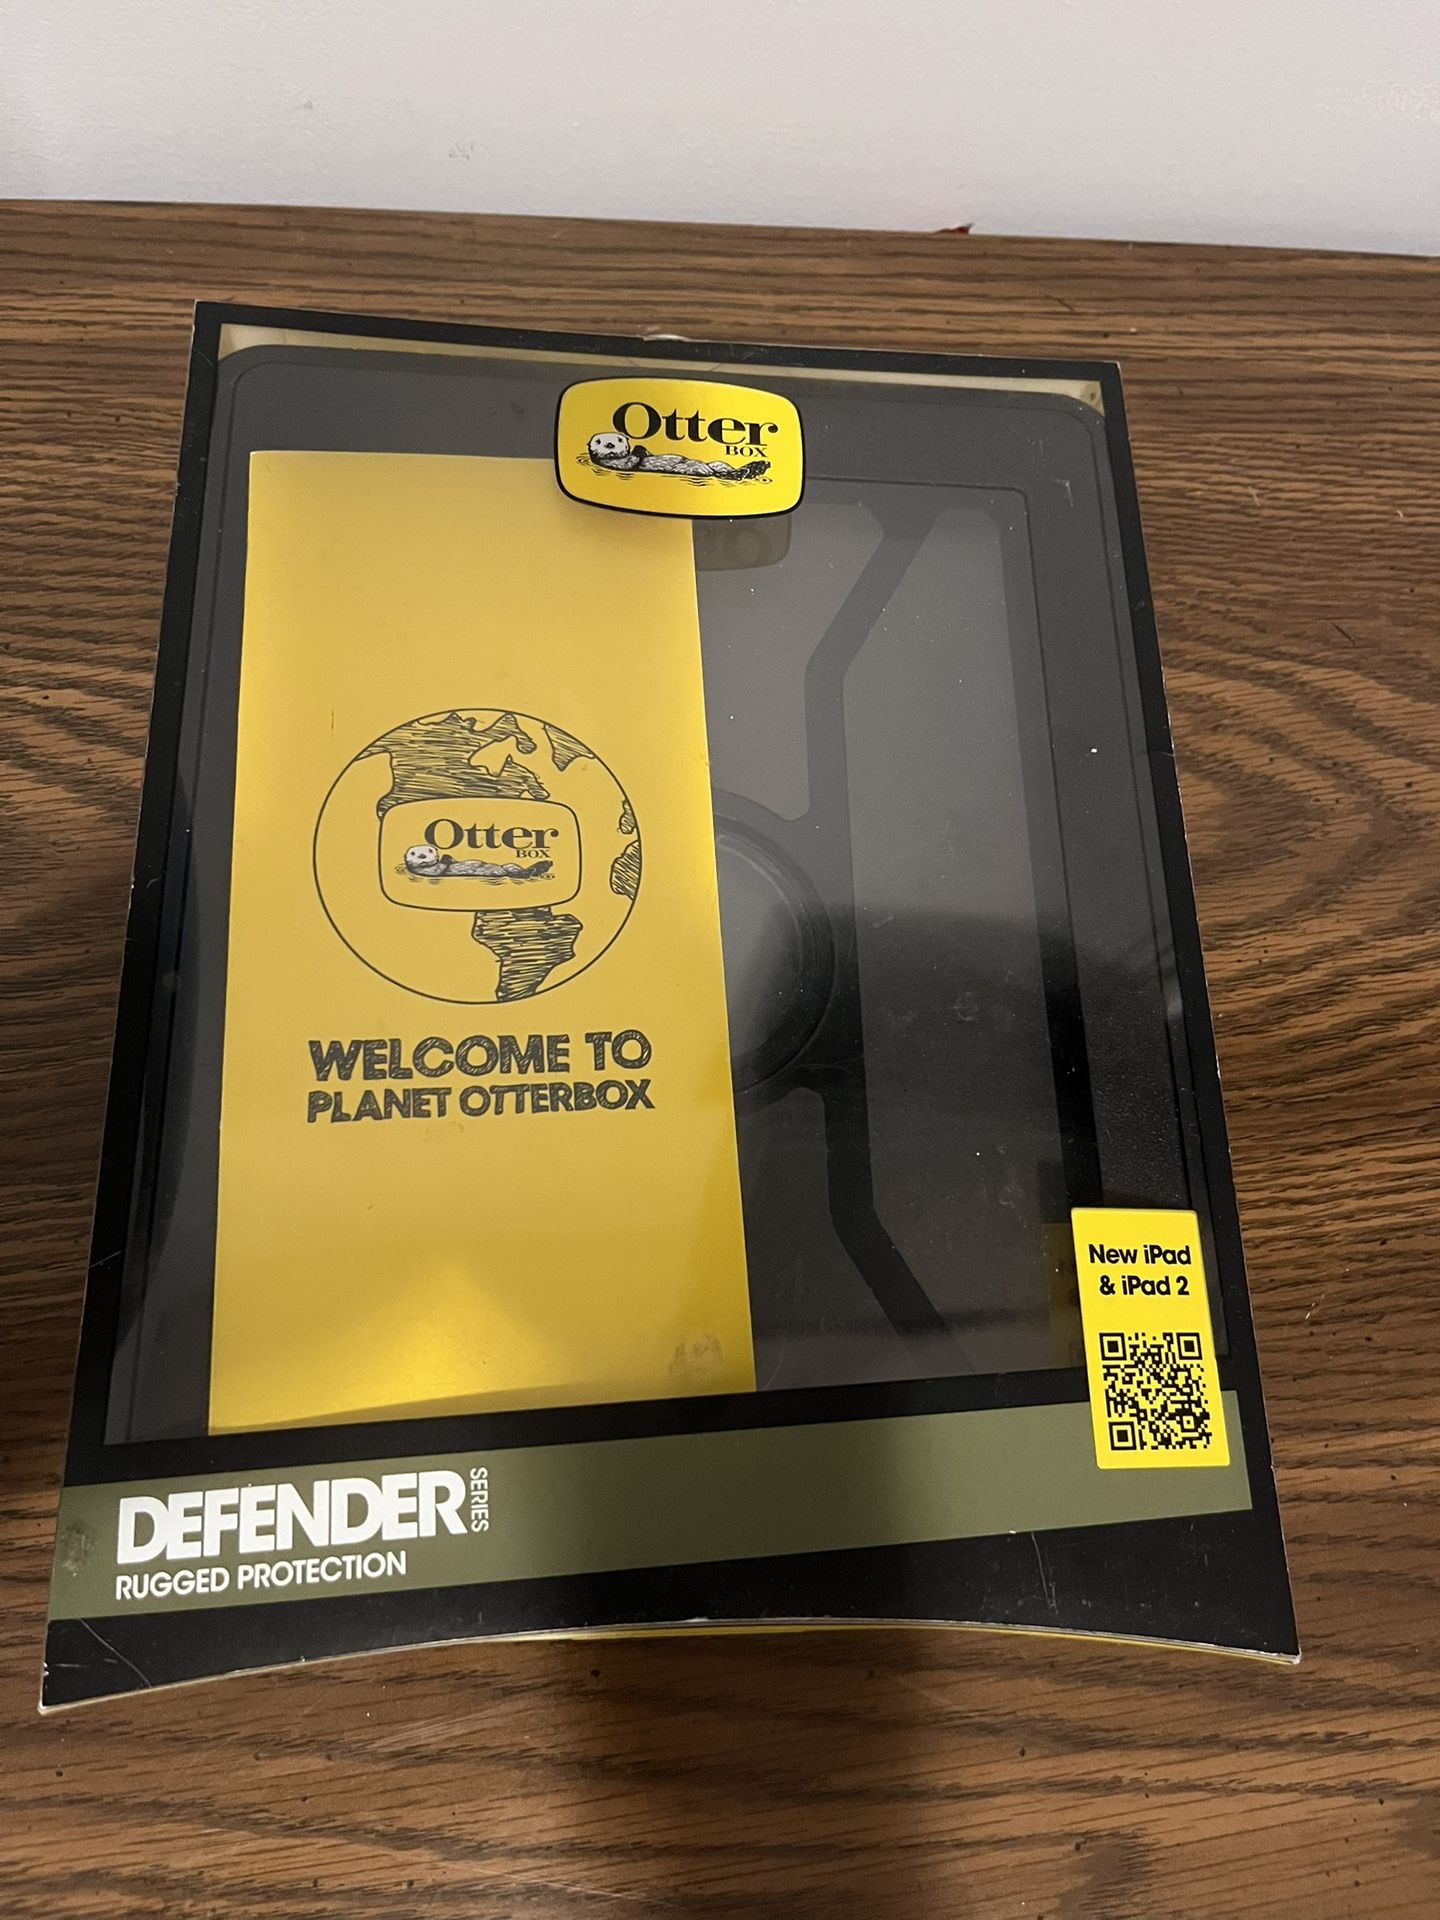 Otter
BOX
Otter
BOX
WELCOME TO
PLANET OTTERBOX
New iPad
& iPad 2
DEFENDER
SERIES
RUGGED PROTECTION